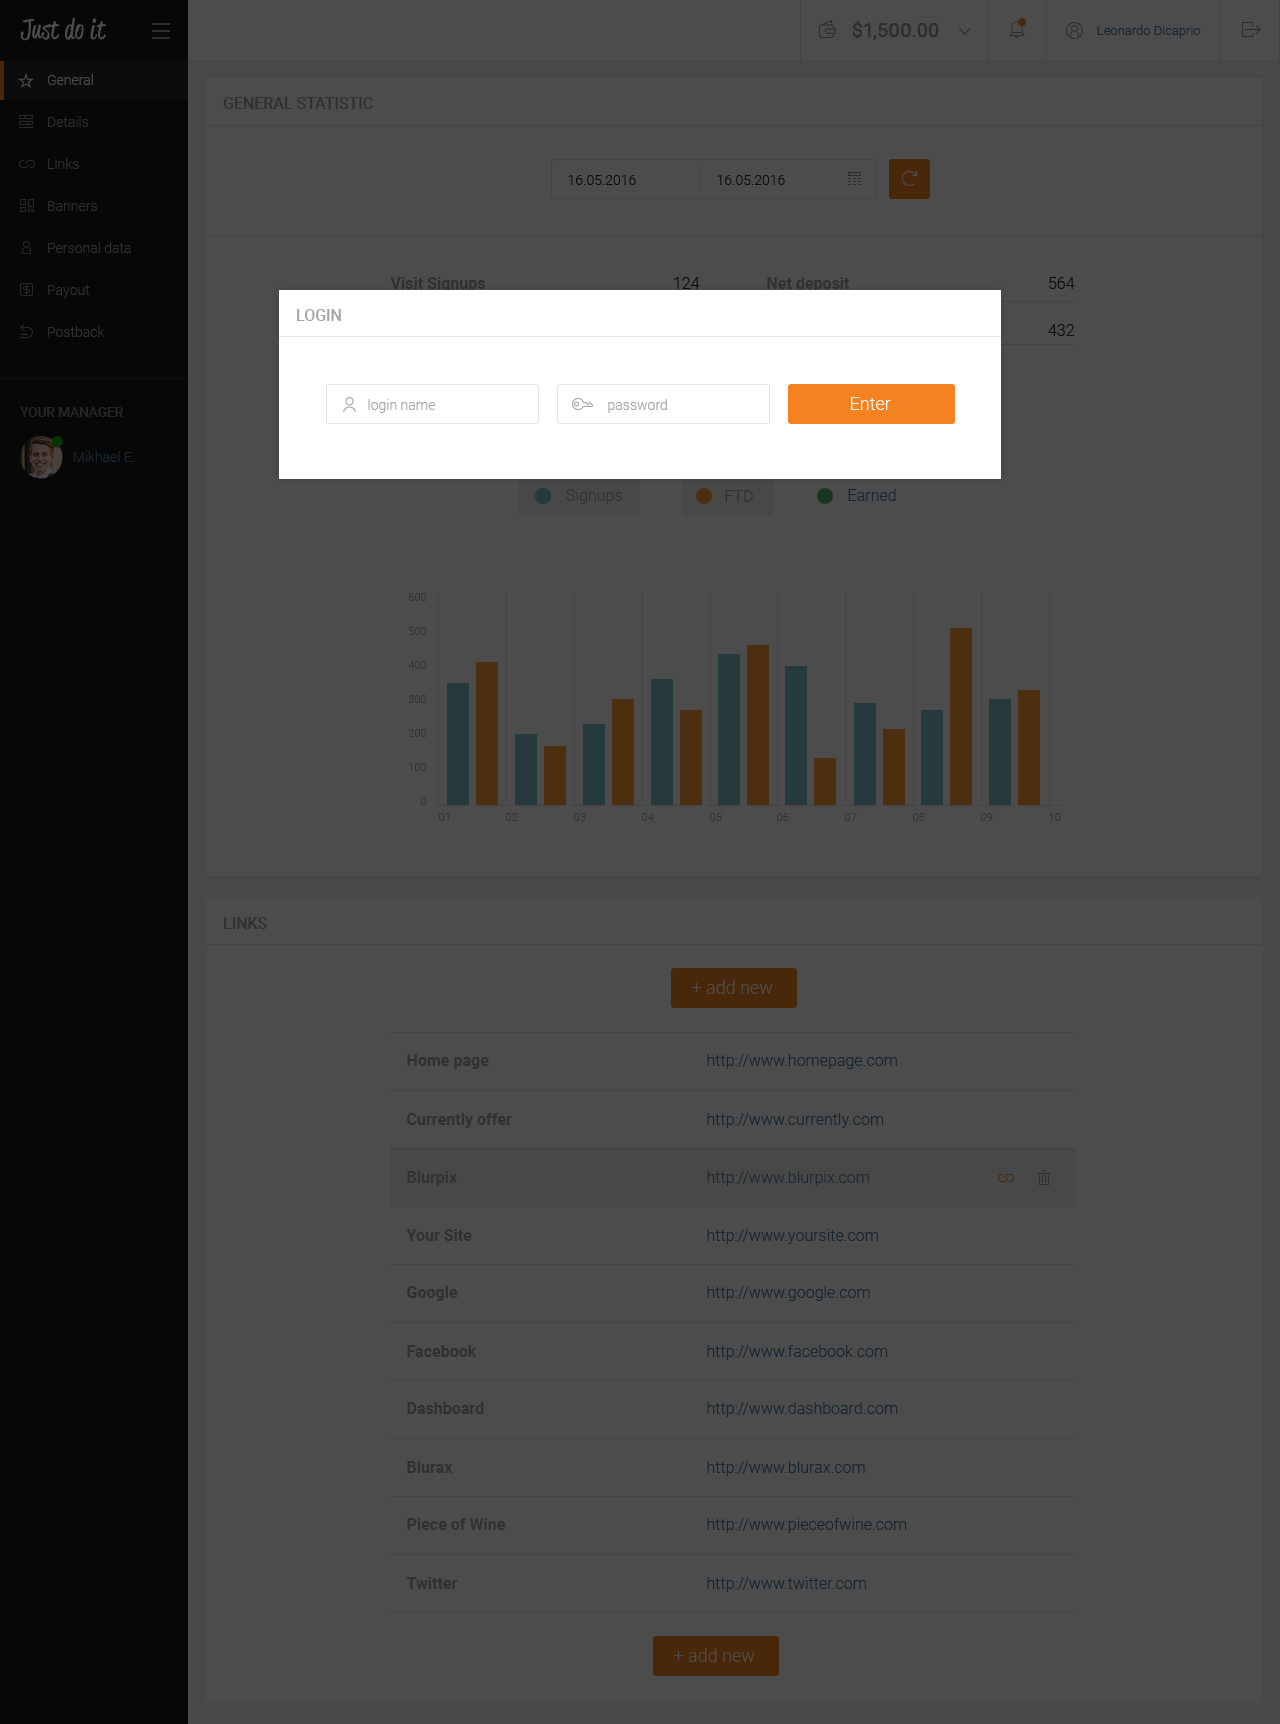 Just do it
$1,500.00
Leonardo Dicaprio
General
Details
Links
Banners
Personal data
Payout
Postback
YOUR MANAGER
Mikhael E.
GENERAL STATISTIC
16.05.2016 16.05.2016
Visit Signups 124 Net deposit 564
432
LOGIN
login name password Enter
Signups FTD Earned
600
500
400
300
200
100
0
01 02 03 04 05 06 07 08 09 10
LINKS
+ add new
Home page http://www.homepage.com
Currently offer http://www.currently.com
Blurpix http://www.blurpix.com
Your Site http://www.yoursite.com
Google http://www.google.com
Facebook http://www.facebook.com
Dashboard http://www.dashboard.com
Blurax http://www.blurax.com
Piece of Wine http://www.pieceofwine.com
Twitter http://www.twitter.com
+ add new